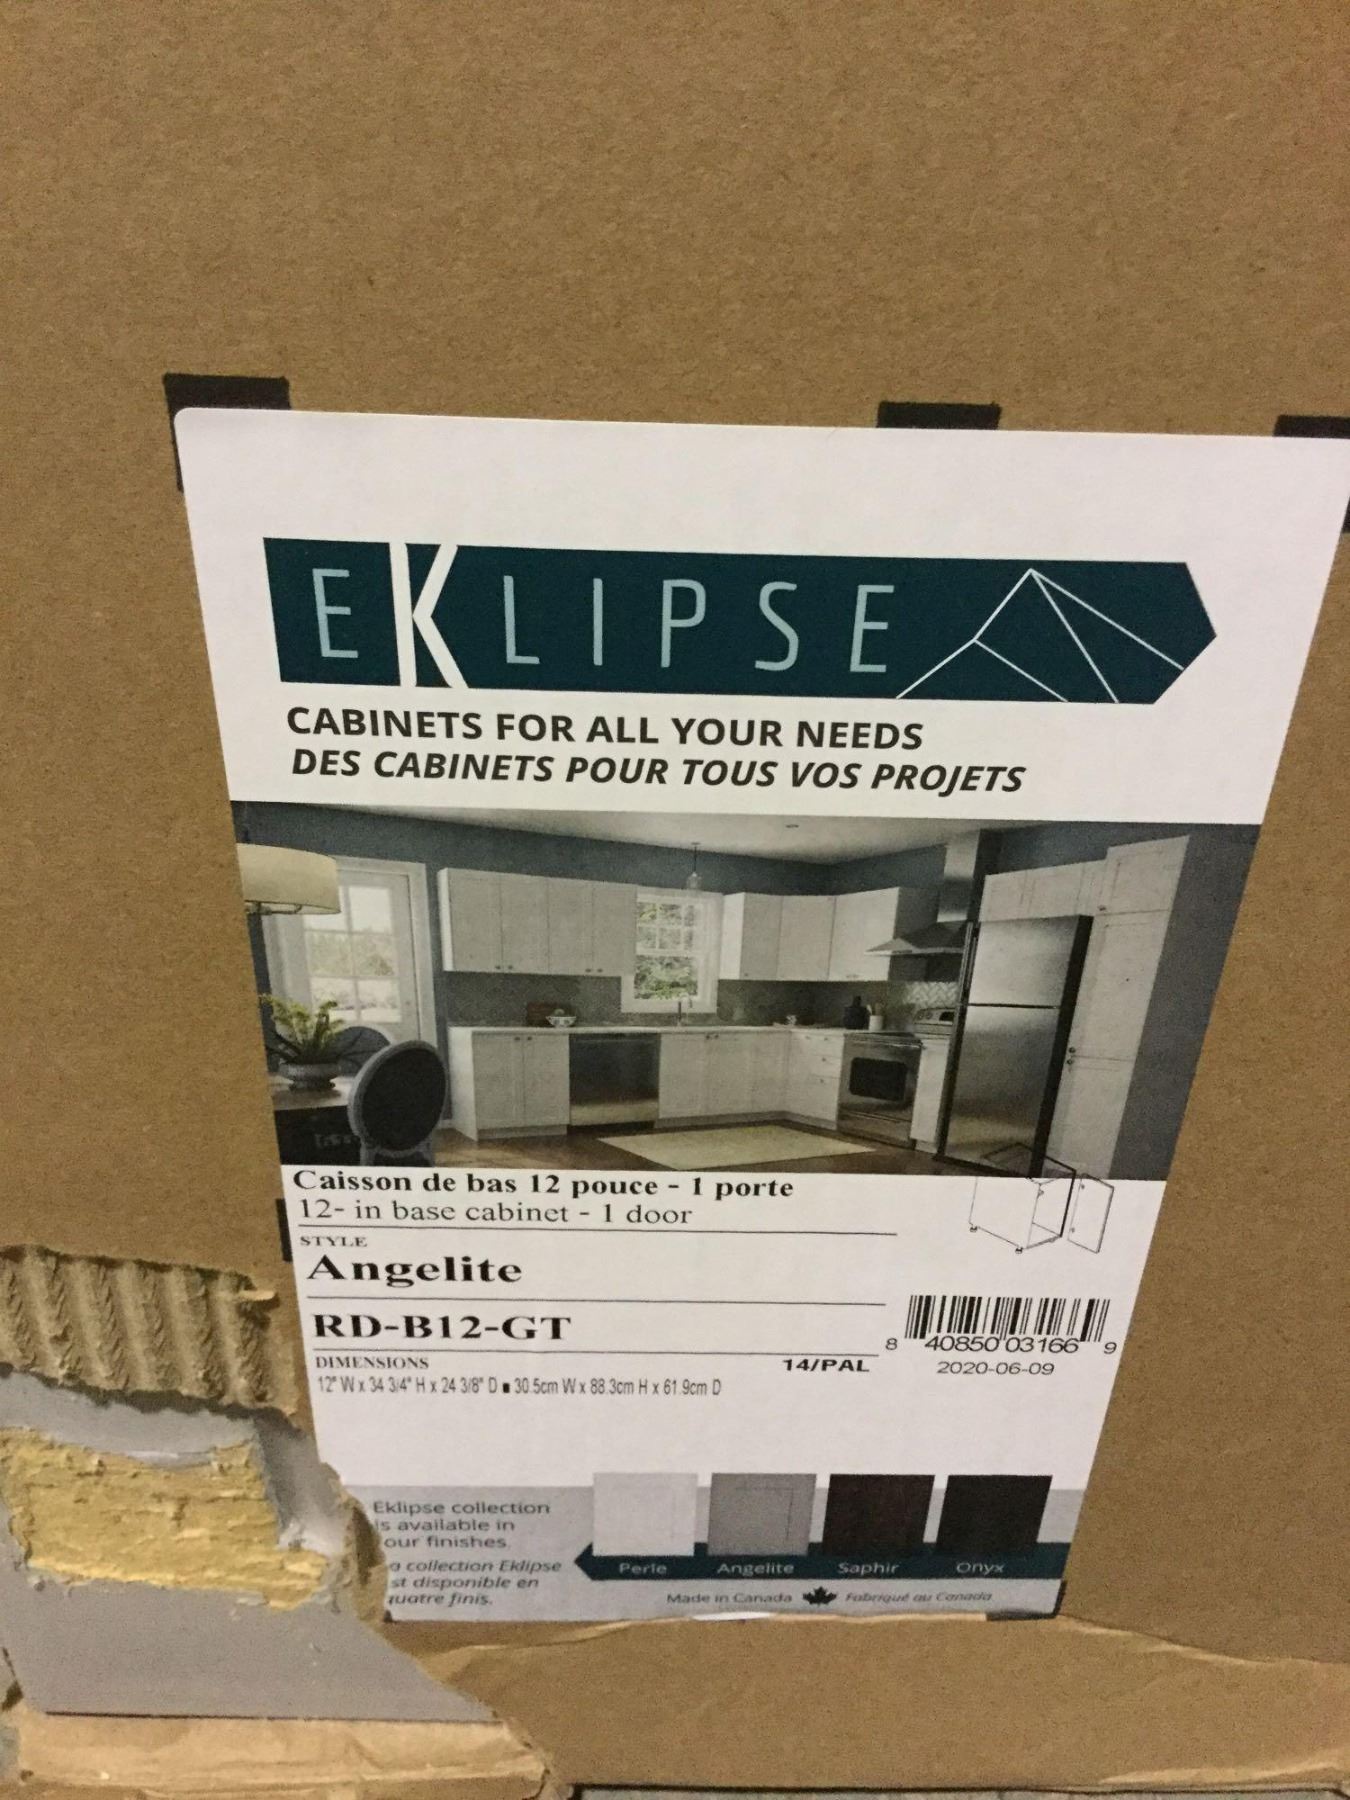 EKLIPSE
CABINETS FOR ALL YOUR NEEDS
DES CABINETS POUR TOUS VOS PROJETS
Caisson de bas 12 pouce - 1 porte
12- in base cabinet - 1 door
STYLE
Angelite
RD-B12-GT
DIMENSIONS
14/PAL
12" W x 34 3/4" H x 24 3/8" D ■ 30.5cm W x 88.3cm H x 61.9cm D
8 40850 03166 9
2020-06-09
Eklipse collection
is available in
our finishes.
a collection Eklipse
st disponible en
quatre finis.
Perle Angelite Saphir Onyx
Made in Canada Fabriqué au Canada